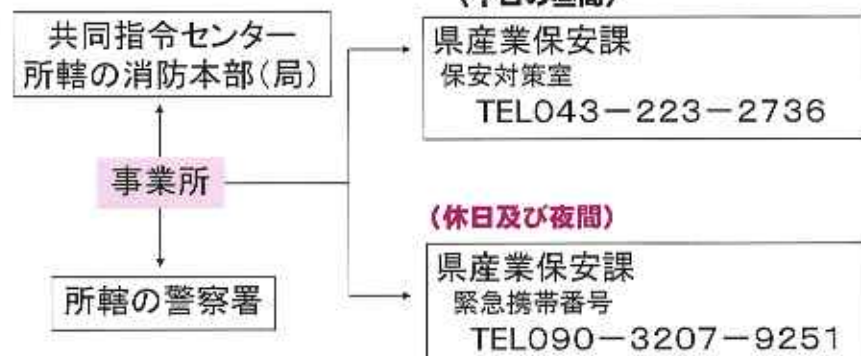 共同指令センター
所轄の消防本部(局)
事業所
所轄の警察署
県産業保安課
保安対策室
TEL043-223-2736
(休日及び夜間)
県産業保安課
緊急携帯番号
TEL090-3207-9251